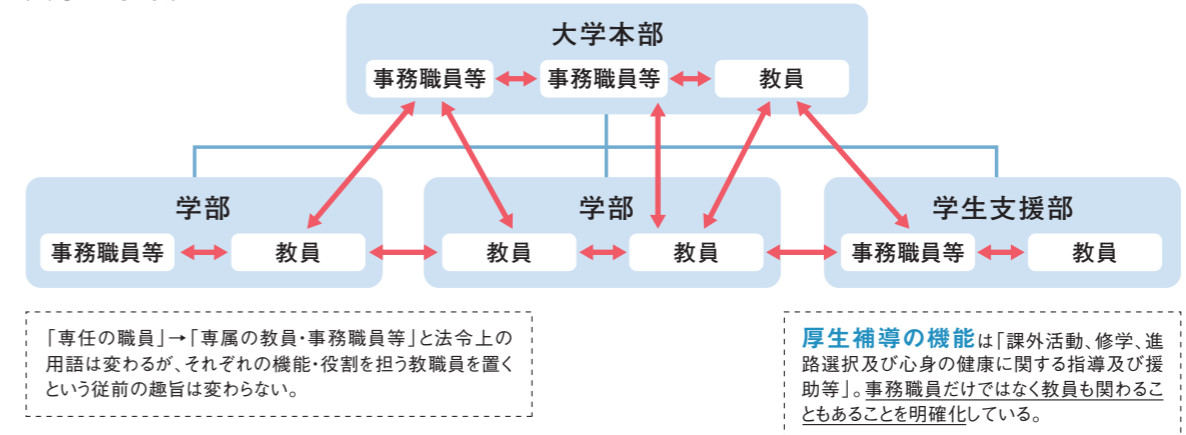 大学本部
事務職員等 事務職員等 教員
学部 学部 学生支援部
事務職員等 教員 教員 教員 事務職員等 教員
「専任の職員」→「専属の教員・事務職員等」と法令上の
用語は変わるが、それぞれの機能・役割を担う教職員を置く
という従前の趣旨は変わらない。
厚生補導の機能は「課外活動、修学、進
路選択及び心身の健康に関する指導及び援
助等」。事務職員だけではなく教員も関わるこ
ともあることを明確化している。